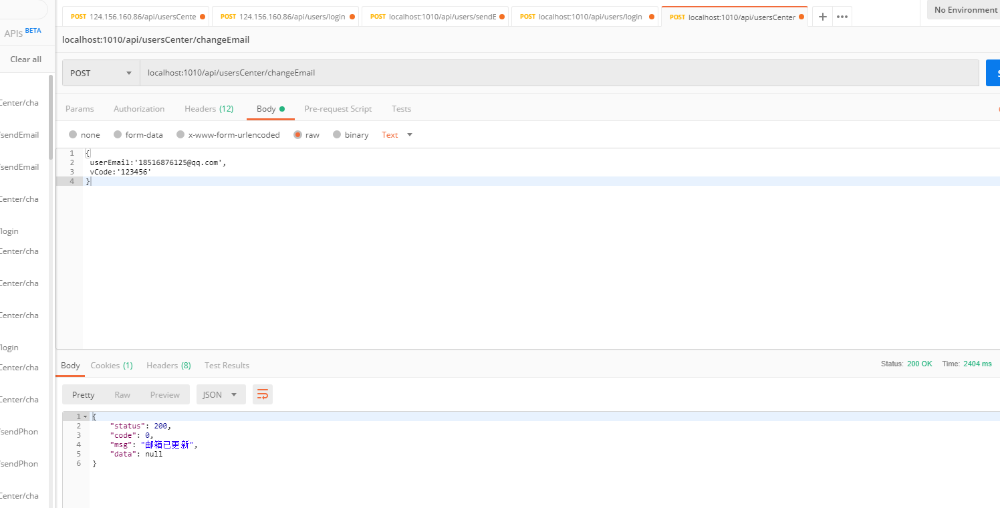 POST 124.156.160.86/api/usersCente
POST 124.156.160.86/api/users/login
POST localhost:1010/api/users/sendE
POST localhost:1010/api/users/login
POST localhost:1010/api/usersCenter
No Environment
APIs BETA
Clear all
Center/cha
/sendEmail
/sendEmail
Center/cha
/login
Center/cha
Center/cha
Center/cha
/login
Center/cha
Center/cha
/sendPhon
/sendPhon
Center/cha
localhost:1010/api/usersCenter/changeEmail
POST
localhost:1010/api/usersCenter/changeEmail
Params
Authorization
Headers (12)
Body
Pre-request Script
Tests
none
form-data
x-www-form-urlencoded
raw
binary
Text
1 {
2 userEmail:'18516876125@qq.com',
3 vCode:'123456'
4 }
Body
Cookies (1)
Headers (8)
Test Results
Status: 200 OK
Time: 2404 ms
Pretty
Raw
Preview
JSON
1 {
2 "status": 200,
3 "code": 0,
4 "msg": "邮箱已更新",
5 "data": null
6 }